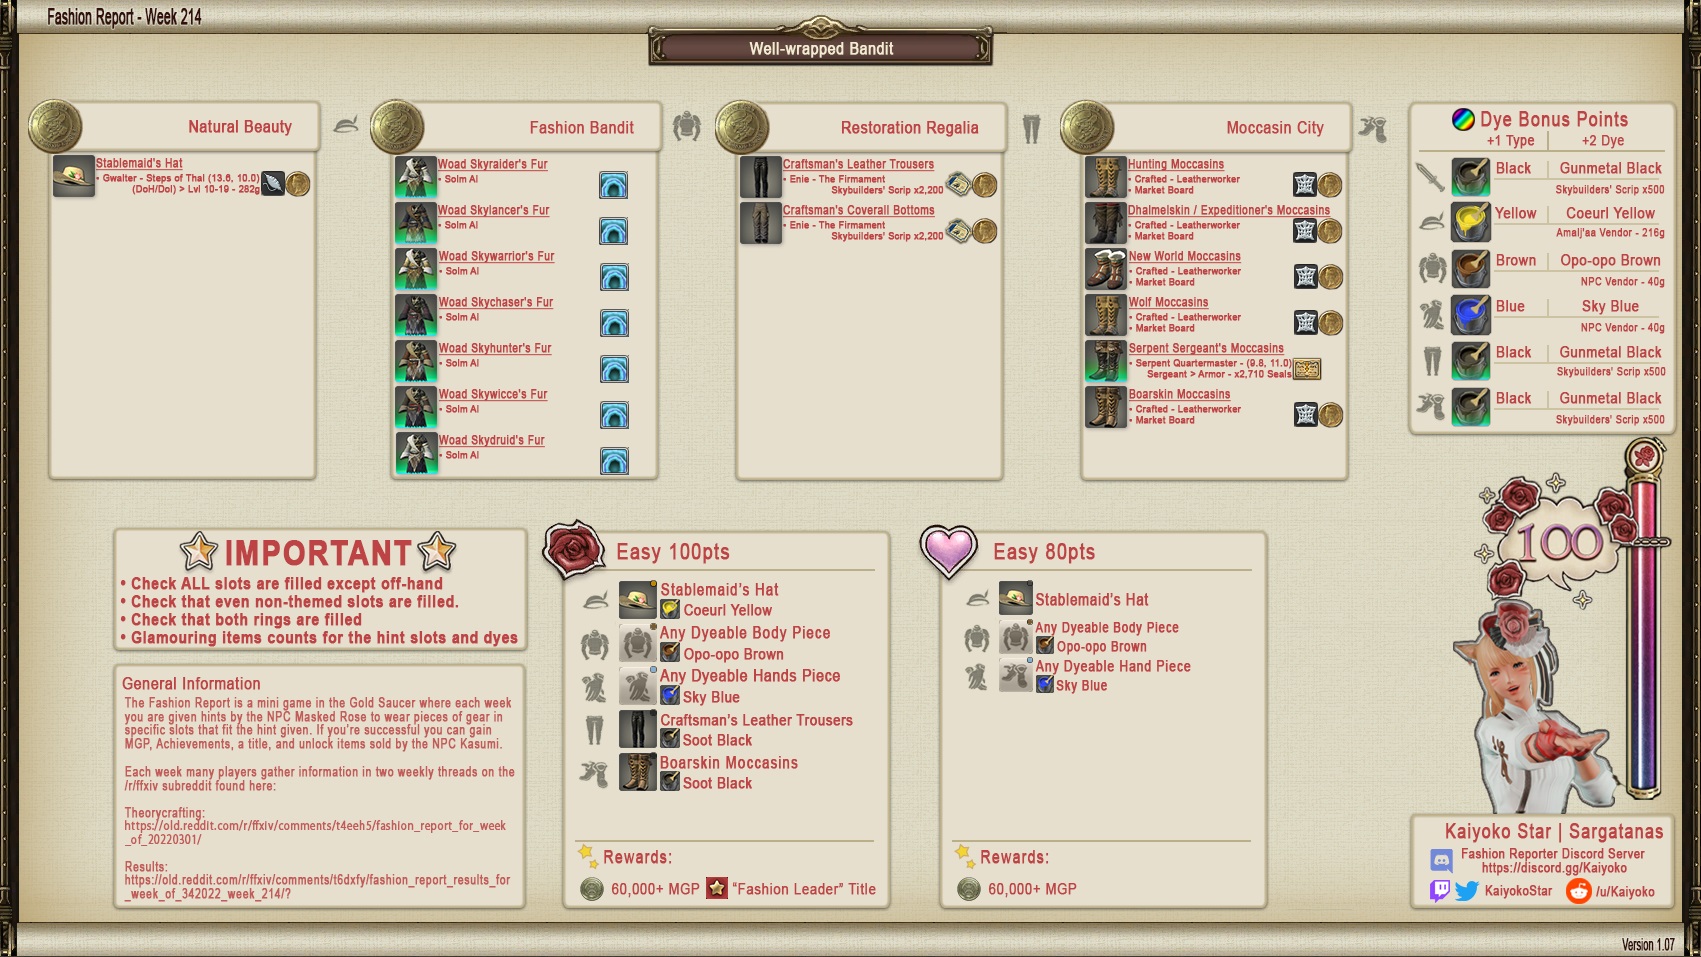 Fashion Report - Week 214
Well-wrapped Bandit
Natural Beauty
Stablemaid's Hat
• Gwalter - Steps of Thal (13.6, 10.0)
(DoH/Dol) > Lvl 10-19 - 282g
Fashion Bandit
Woad Skyraider's Fur
• Solm Al
Woad Skylancer's Fur
• Solm Al
Woad Skywarrior's Fur
• Solm Al
Woad Skychaser's Fur
• Solm Al
Woad Skyhunter's Fur
• Solm Al
Woad Skywicce's Fur
• Solm Al
Woad Skydruid's Fur
• Solm Al
Restoration Regalia
Craftsman's Leather Trousers
• Enie - The Firmament
Skybuilders' Scrip x2,200
Craftsman's Coverall Bottoms
• Enie - The Firmament
Skybuilders' Scrip x2,200
Moccasin City
Hunting Moccasins
• Crafted - Leatherworker
• Market Board
Dhalmelskin / Expeditioner's Moccasins
• Crafted - Leatherworker
• Market Board
New World Moccasins
• Crafted - Leatherworker
• Market Board
Wolf Moccasins
• Crafted - Leatherworker
• Market Board
Serpent Sergeant's Moccasins
• Serpent Quartermaster - (9.8, 11.0)
Sergeant > Armor - x2,710 Seals
Boarskin Moccasins
• Crafted - Leatherworker
• Market Board
Dye Bonus Points
+1 Type +2 Dye
Black Gunmetal Black
Skybuilders' Scrip x500
Yellow Coeurl Yellow
Amalj'aa Vendor - 216g
Brown Opo-opo Brown
NPC Vendor - 40g
Blue Sky Blue
NPC Vendor - 40g
Black Gunmetal Black
Skybuilders' Scrip x500
Black Gunmetal Black
Skybuilders' Scrip x500
IMPORTANT
• Check ALL slots are filled except off-hand
• Check that even non-themed slots are filled.
• Check that both rings are filled
• Glamouring items counts for the hint slots and dyes
General Information
The Fashion Report is a mini game in the Gold Saucer where each week
you are given hints by the NPC Masked Rose to wear pieces of gear in
specific slots that fit the hint given. If you're successful you can gain
MGP, Achievements, a title, and unlock items sold by the NPC Kasumi.
Each week many players gather information in two weekly threads on the
/r/ffxiv subreddit found here:
Theorycrafting:
https://old.reddit.com/r/ffxiv/comments/t4eeh5/fashion_report_for_week
_of_20220301/
Results:
https://old.reddit.com/r/ffxiv/comments/t6dxfy/fashion_report_results_for
_week_of_342022_week_214/?
Easy 100pts
Stablemaid's Hat
Coeurl Yellow
Any Dyeable Body Piece
Opo-opo Brown
Any Dyeable Hands Piece
Sky Blue
Craftsman's Leather Trousers
Soot Black
Boarskin Moccasins
Soot Black
Rewards:
60,000+ MGP "Fashion Leader" Title
Easy 80pts
Stablemaid's Hat
Any Dyeable Body Piece
Opo-opo Brown
Any Dyeable Hand Piece
Sky Blue
Rewards:
60,000+ MGP
100
Kaiyoko Star | Sargatanas
Fashion Reporter Discord Server
https://discord.gg/Kaiyoko
KaiyokoStar /u/Kaiyoko
Version 1.07